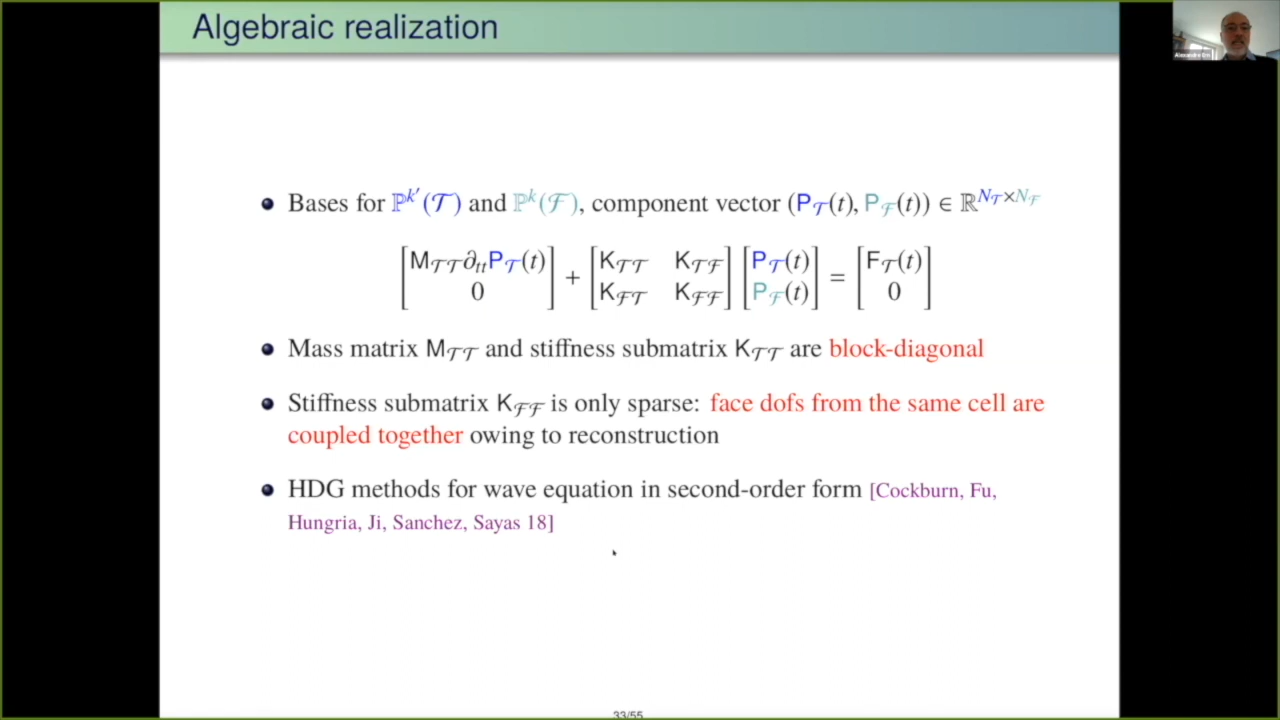 Algebraic realization
Bases for ℙ^k′(𝒯) and ℙ^k(ℱ), component vector (P_𝒯(t), P_ℱ(t)) ∈ ℝ^{N_𝒯×N_ℱ}
[M_𝒯𝒯 ∂_tt P_𝒯(t); 0] + [K_𝒯𝒯 K_𝒯ℱ; K_ℱ𝒯 K_ℱℱ] [P_𝒯(t); P_ℱ(t)] = [F_𝒯(t); 0]
Mass matrix M_𝒯𝒯 and stiffness submatrix K_𝒯𝒯 are block-diagonal
Stiffness submatrix K_ℱℱ is only sparse: face dofs from the same cell are
coupled together owing to reconstruction
HDG methods for wave equation in second-order form [Cockburn, Fu,
Hungria, Ji, Sanchez, Sayas 18]
33/55